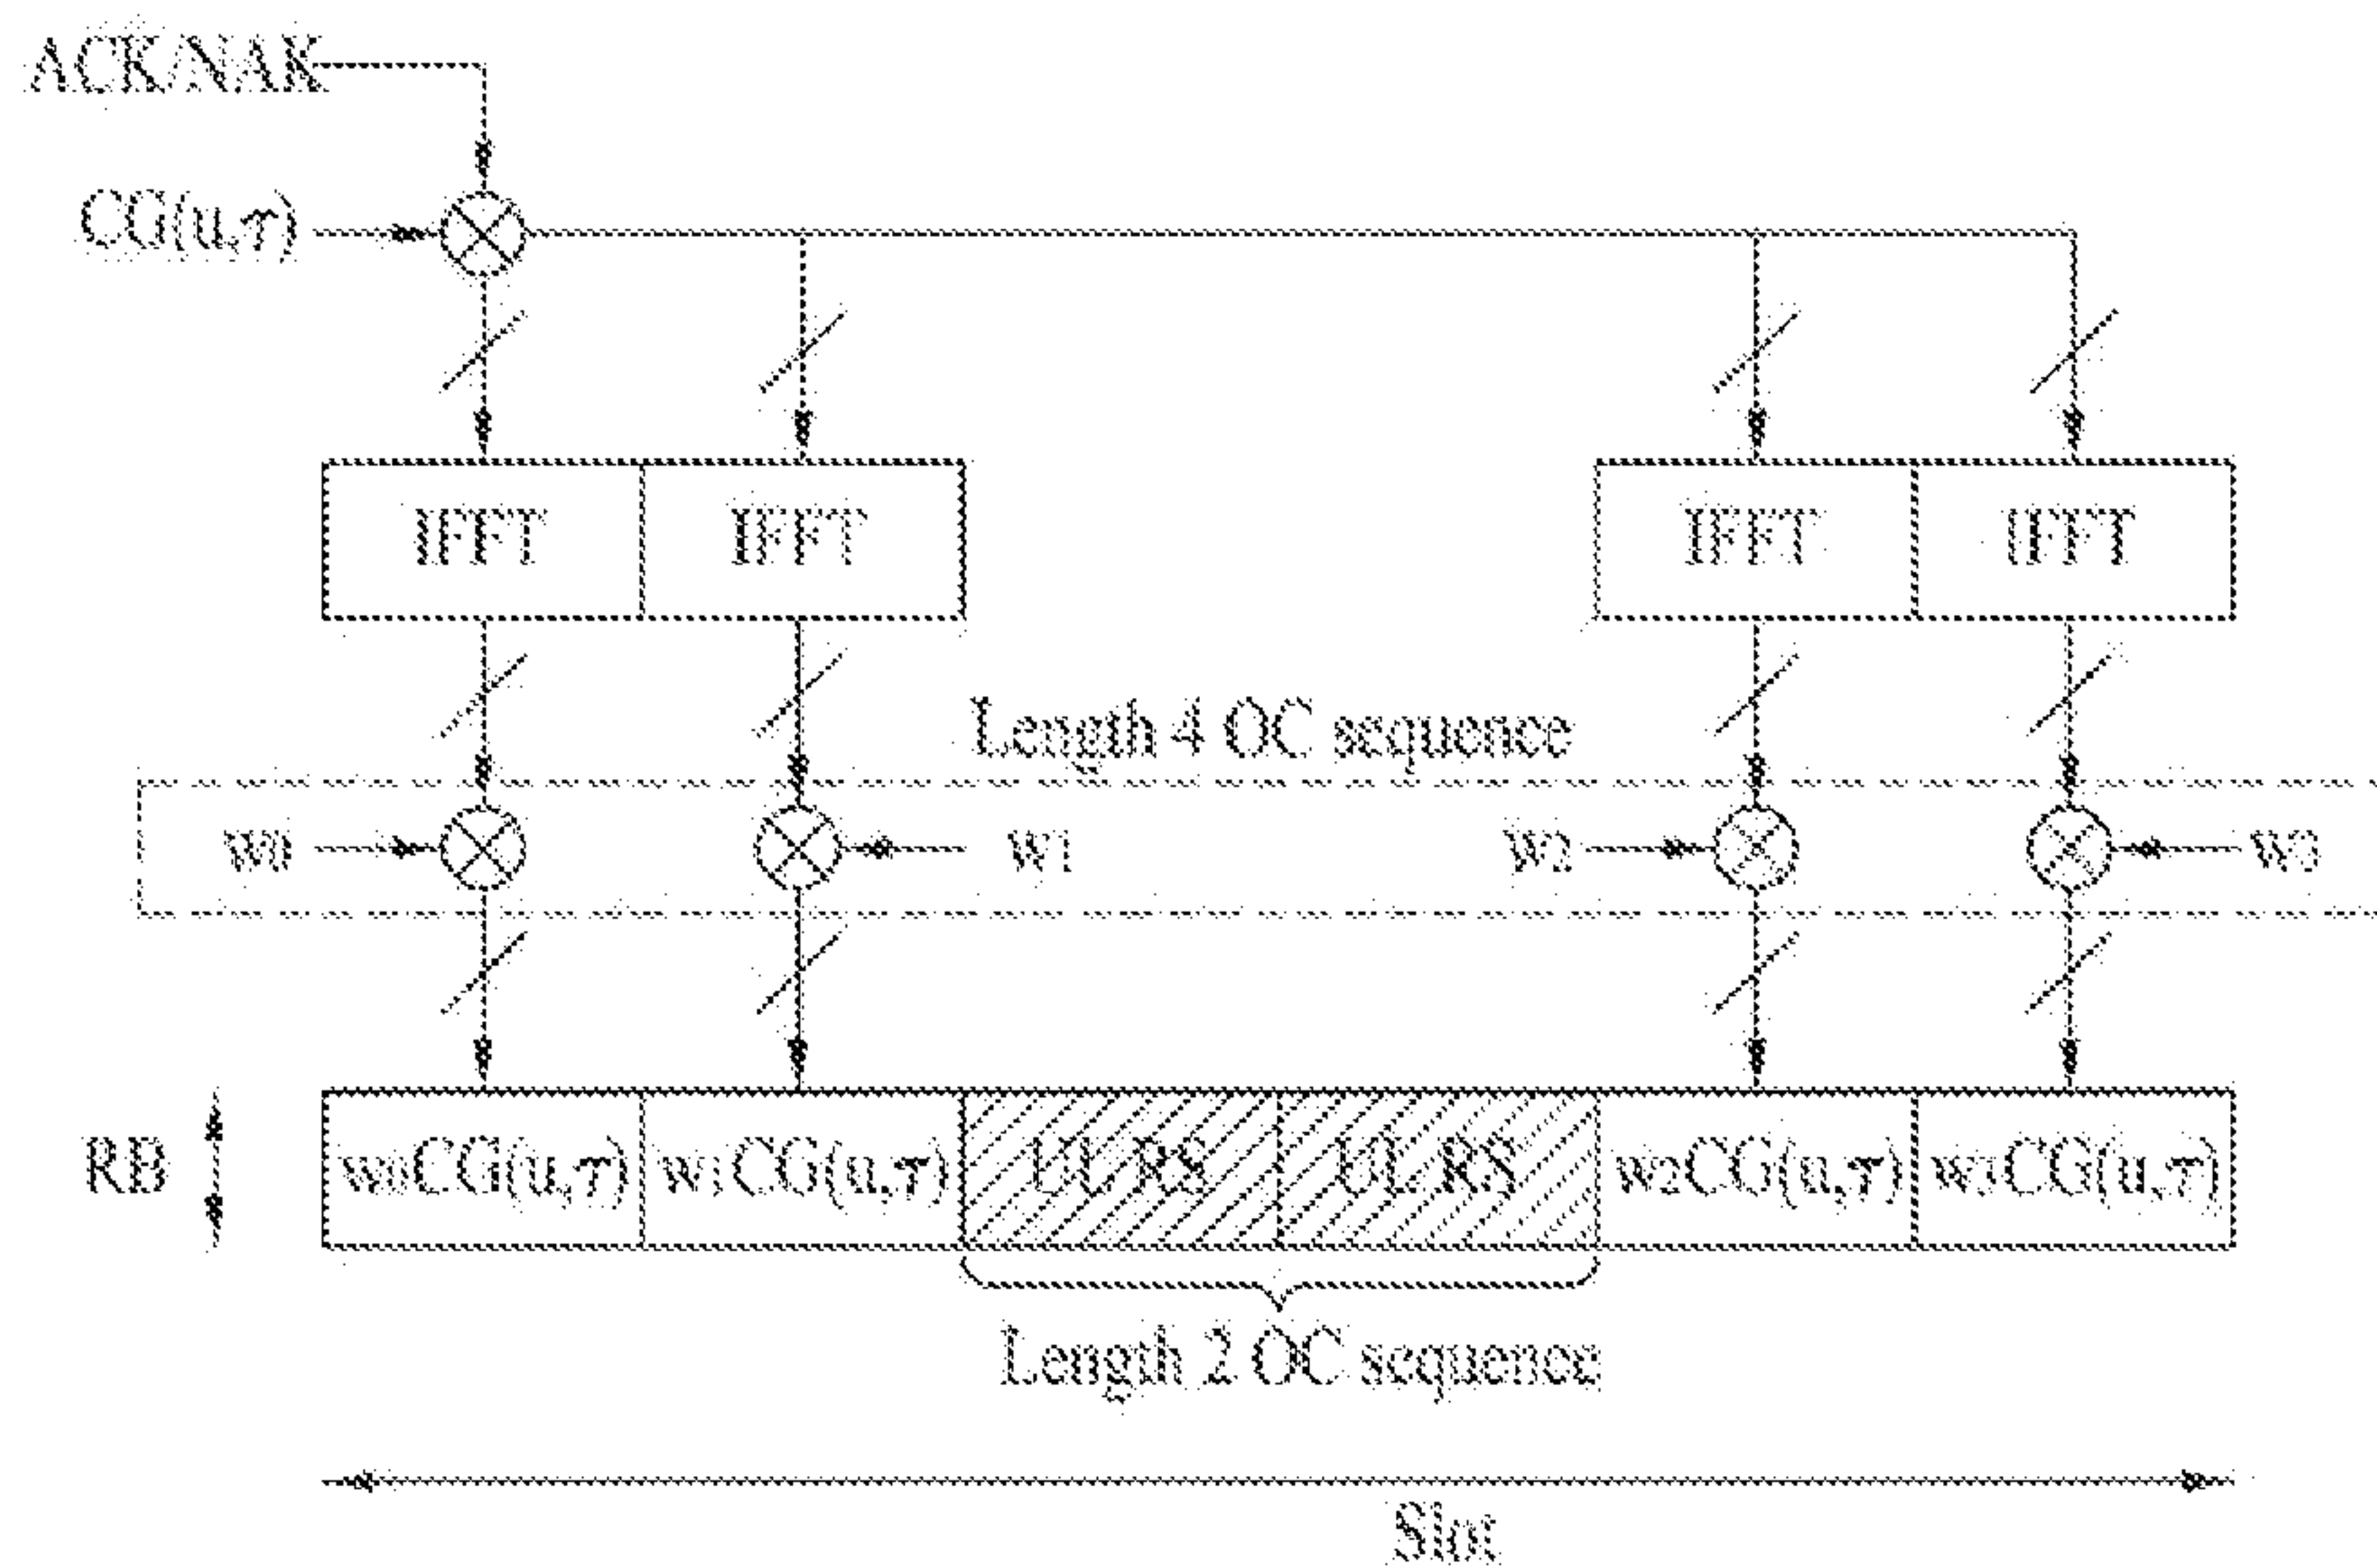 ACK/NAK
CG(u,τ)
IFFT IFFT IFFT IFFT
Length 4 OC sequence
W0 W1 W2 W3
RB w0CG(u,τ) w1CG(u,τ) UL RS UL RS w2CG(u,τ) w3CG(u,τ)
Length 2 OC sequence
Slot